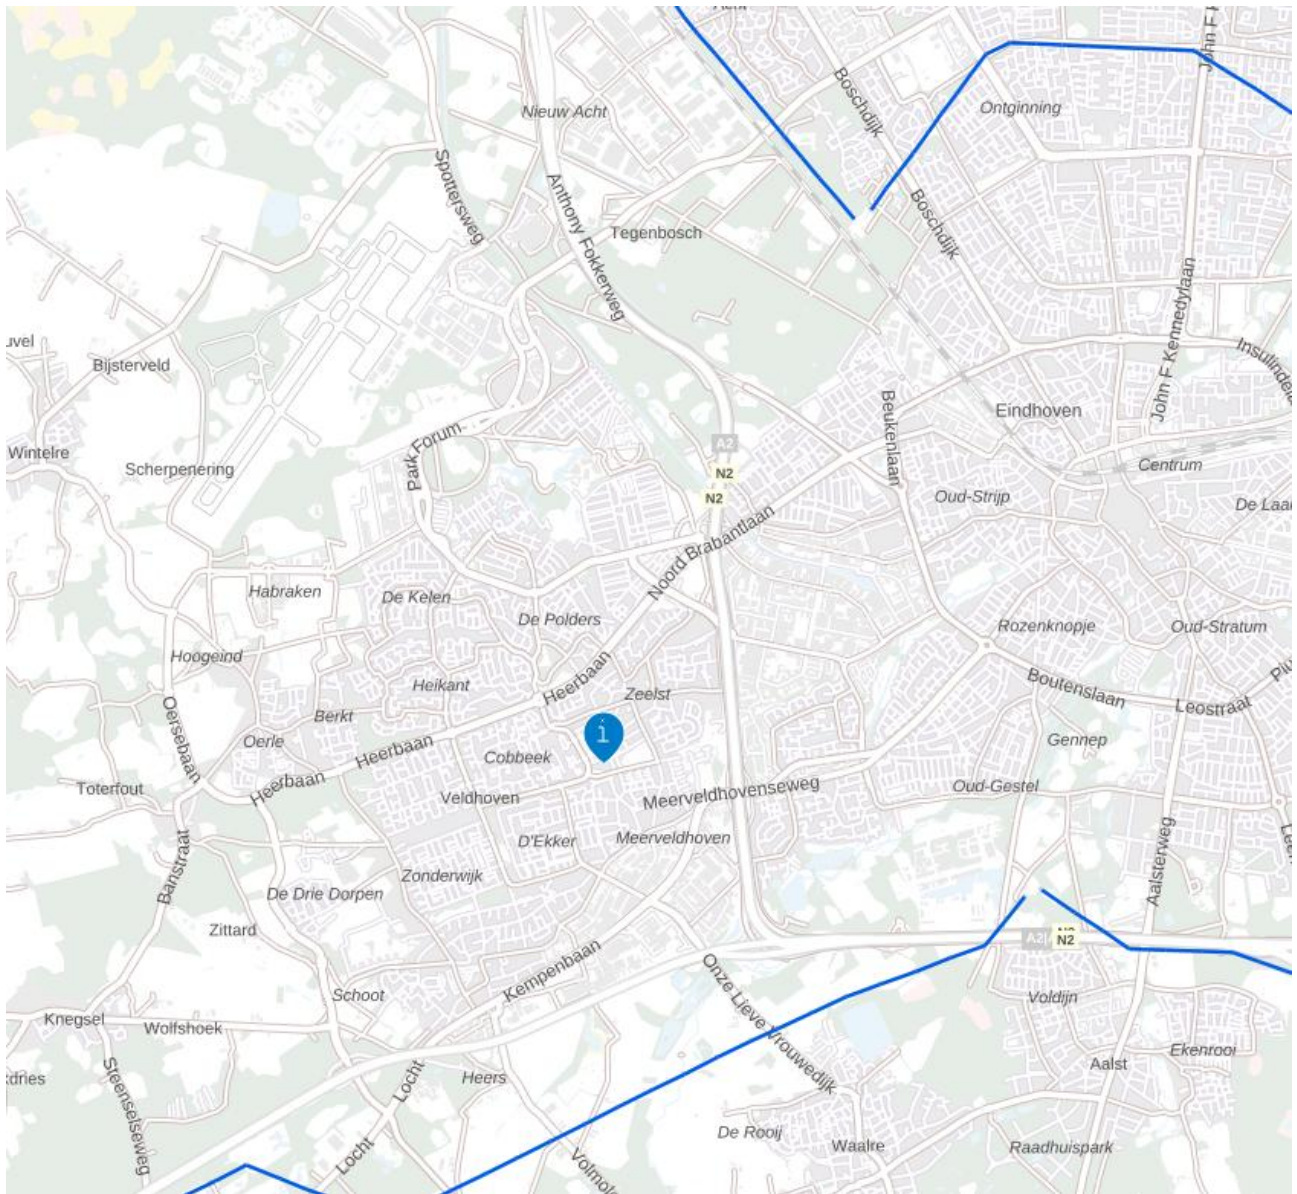 Nieuw Acht
Boschdijk
Ontginning
Spottersweg
Anthony Fokkerweg
Tegenbosch
Boschdijk
John F Kennedylaan
Bijsterveld
Eindhoven
Beukenlaan
Wintelre
Scherpenering
Park Forum
A2
N2
N2
Centrum
Oud-Strijp
Noord Brabantlaan
Habraken
De Kelen
De Polders
Rozenknopje
Oud-Stratum
Hoogeind
Heikant
Heerbaan
Zeelst
Boutenslaan
Leostraat
Oersebaan
Berkt
Oerle
Heerbaan
Cobbeek
i
Gennep
Toterfout
Heerbaan
Veldhoven
Meerveldhovenseweg
Oud-Gestel
D'Ekker
Meerveldhoven
Banstraat
Zonderwijk
De Drie Dorpen
Aalsterweg
Zittard
A2
N2
Kempenbaan
Onze Lieve Vrouwedijk
Schoot
Voldijn
Knegsel
Wolfshoek
Ekenrooi
Aalst
Steenselseweg
Locht
Heers
De Rooij
Waalre
Raadhuispark
Locht